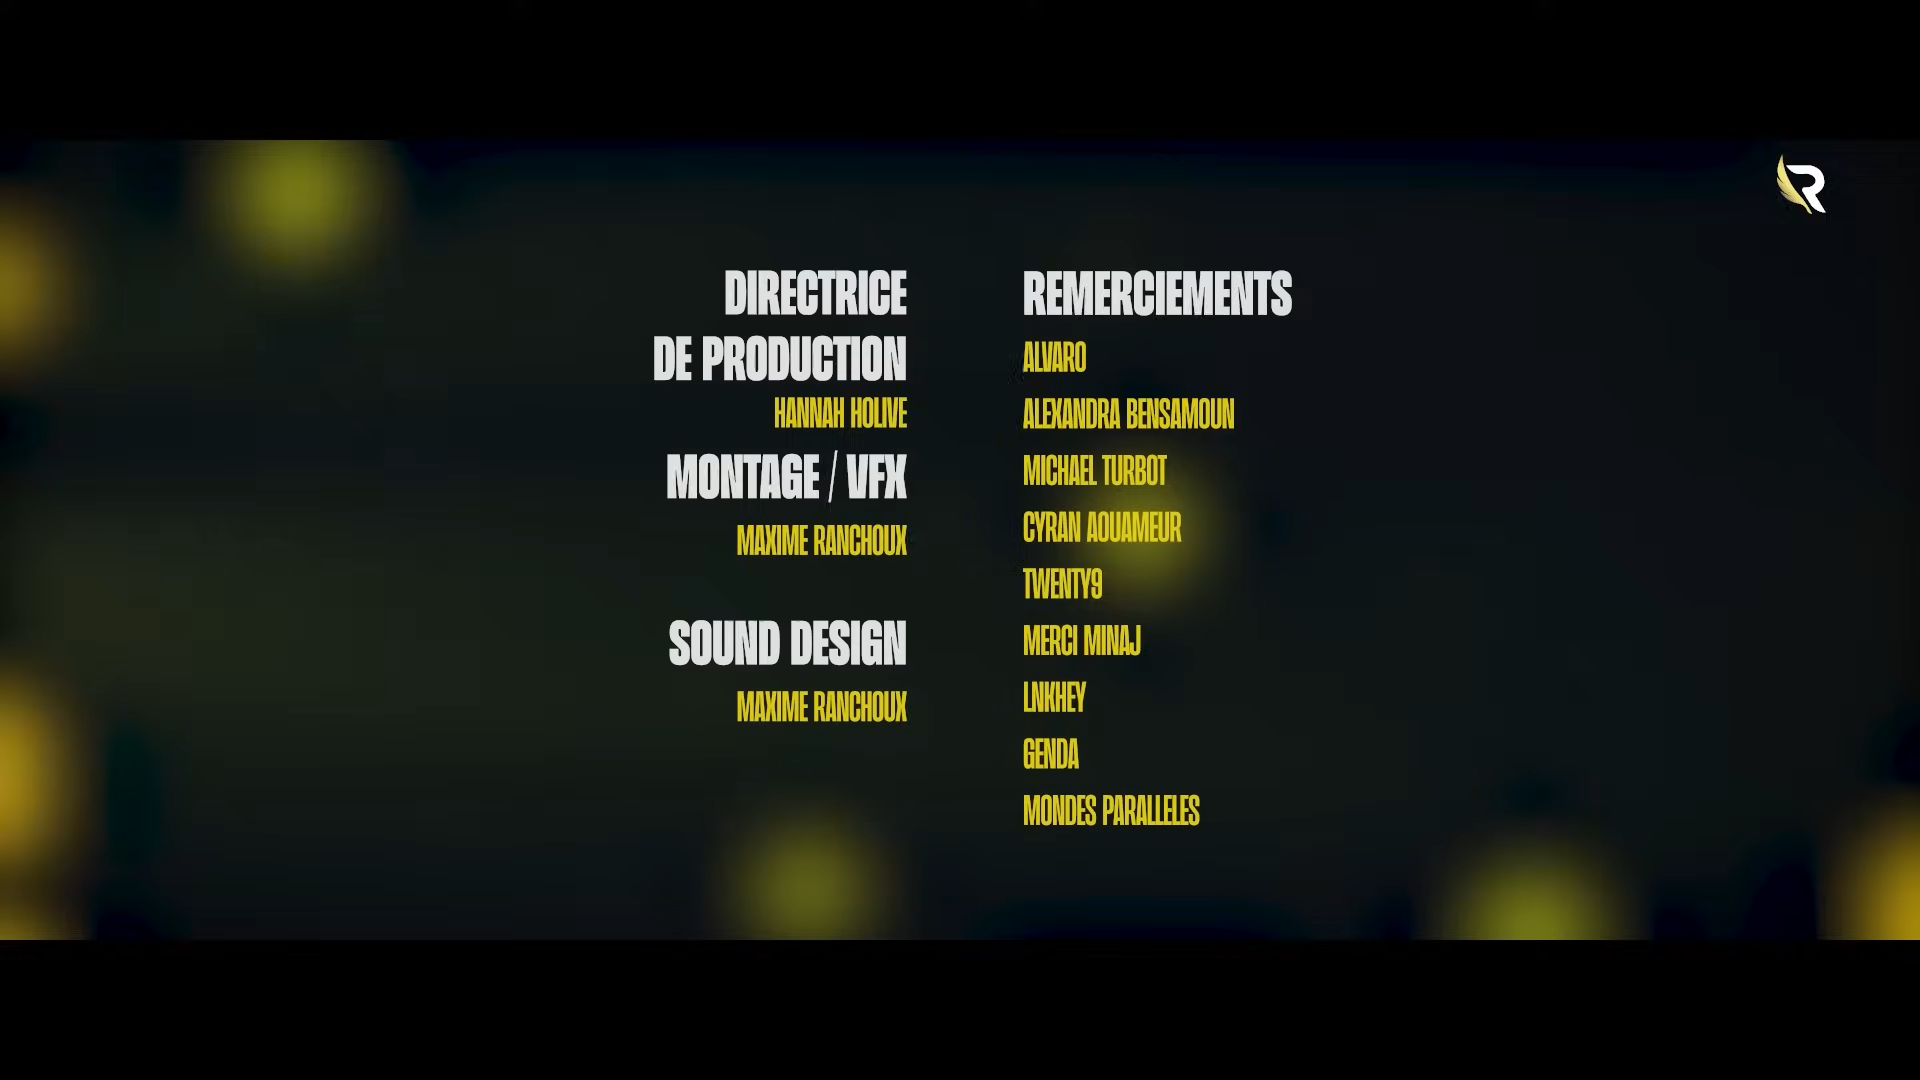 DIRECTRICE
DE PRODUCTION
HANNAH HOLIVE
MONTAGE / VFX
MAXIME RANCHOUX
SOUND DESIGN
MAXIME RANCHOUX
REMERCIEMENTS
ALVARO
ALEXANDRA BENSAMOUN
MICHAEL TURBOT
CYRAN AOUAMEUR
TWENTY9
MERCI MINAJ
LNKHEY
GENDA
MONDES PARALLELES
R